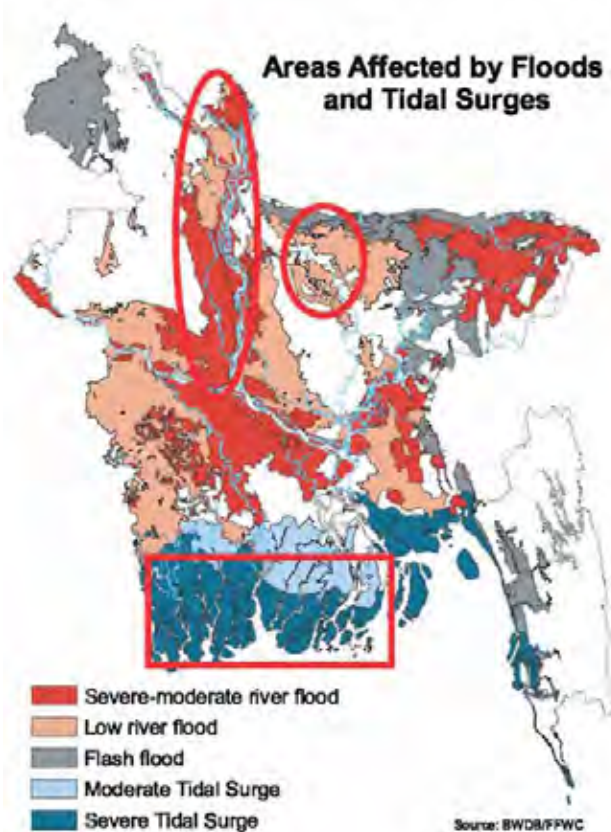 Areas Affected by Floods
and Tidal Surges
Severe-moderate river flood
Low river flood
Flash flood
Moderate Tidal Surge
Severe Tidal Surge
Source: BWDB/FFWC